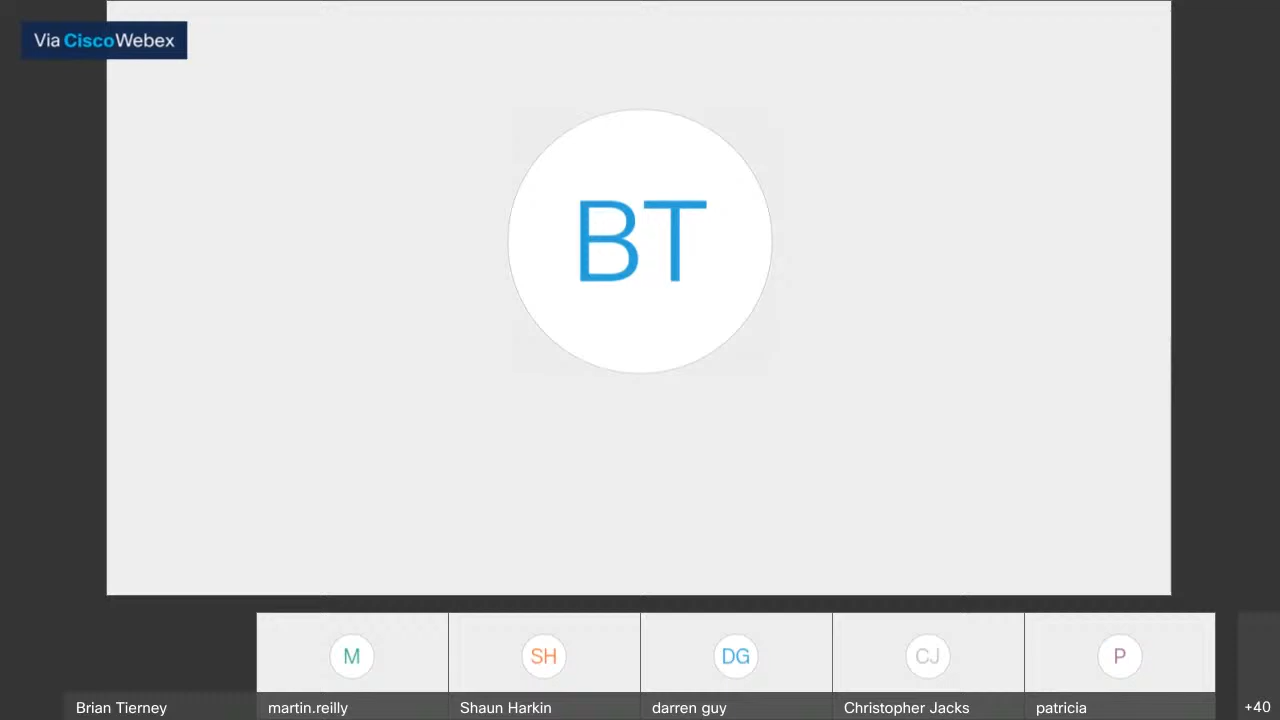 Via CiscoWebex
BT
M
SH
DG
CJ
P
Brian Tierney
martin.reilly
Shaun Harkin
darren guy
Christopher Jacks
patricia
+40